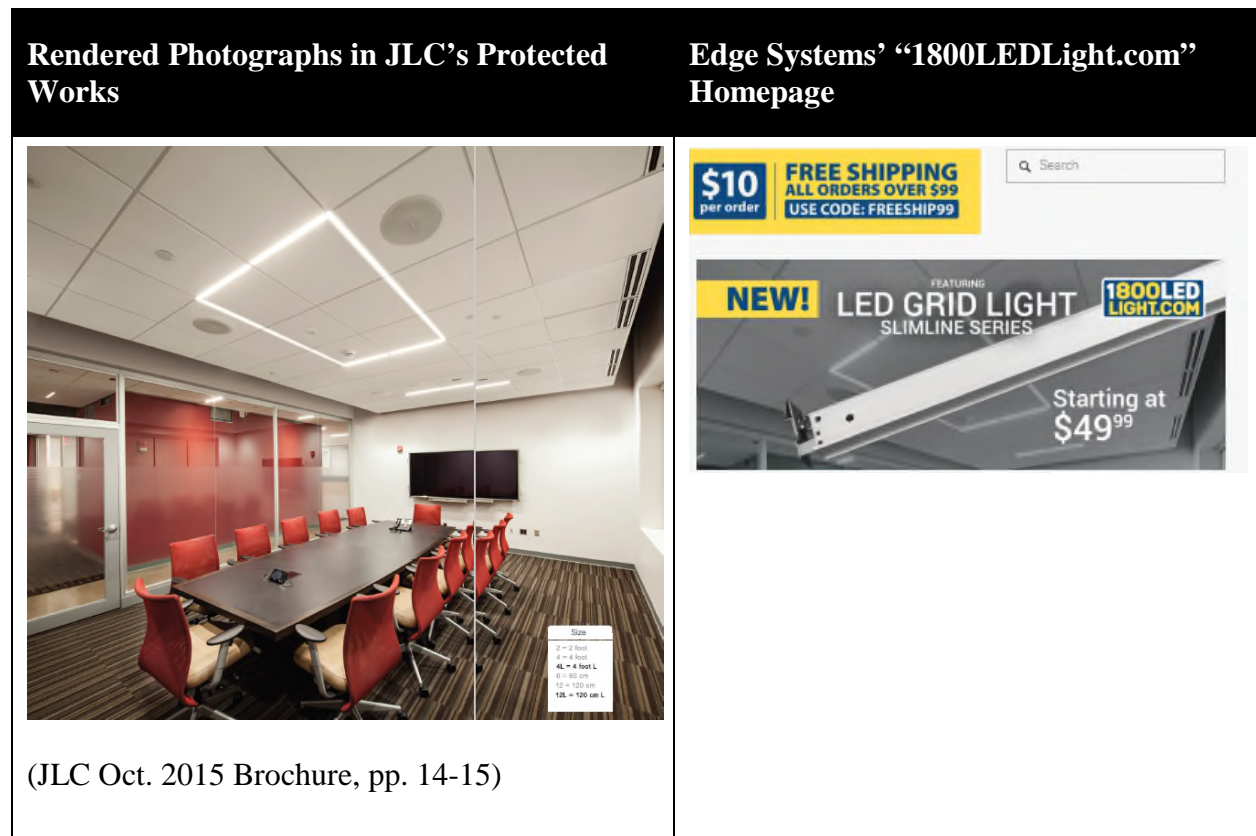 Rendered Photographs in JLC’s Protected
Works
Edge Systems’ “1800LEDLight.com”
Homepage
Size
2 = 2 foot
4 = 4 foot
4L = 4 foot L
6 = 60 cm
12 = 120 cm
12L = 120 cm L
(JLC Oct. 2015 Brochure, pp. 14-15)
$10
per order
FREE SHIPPING
ALL ORDERS OVER $99
USE CODE: FREESHIP99
Search
NEW!
FEATURING
LED GRID LIGHT
SLIMLINE SERIES
1800LED
LIGHT.COM
Starting at
$49⁹⁹